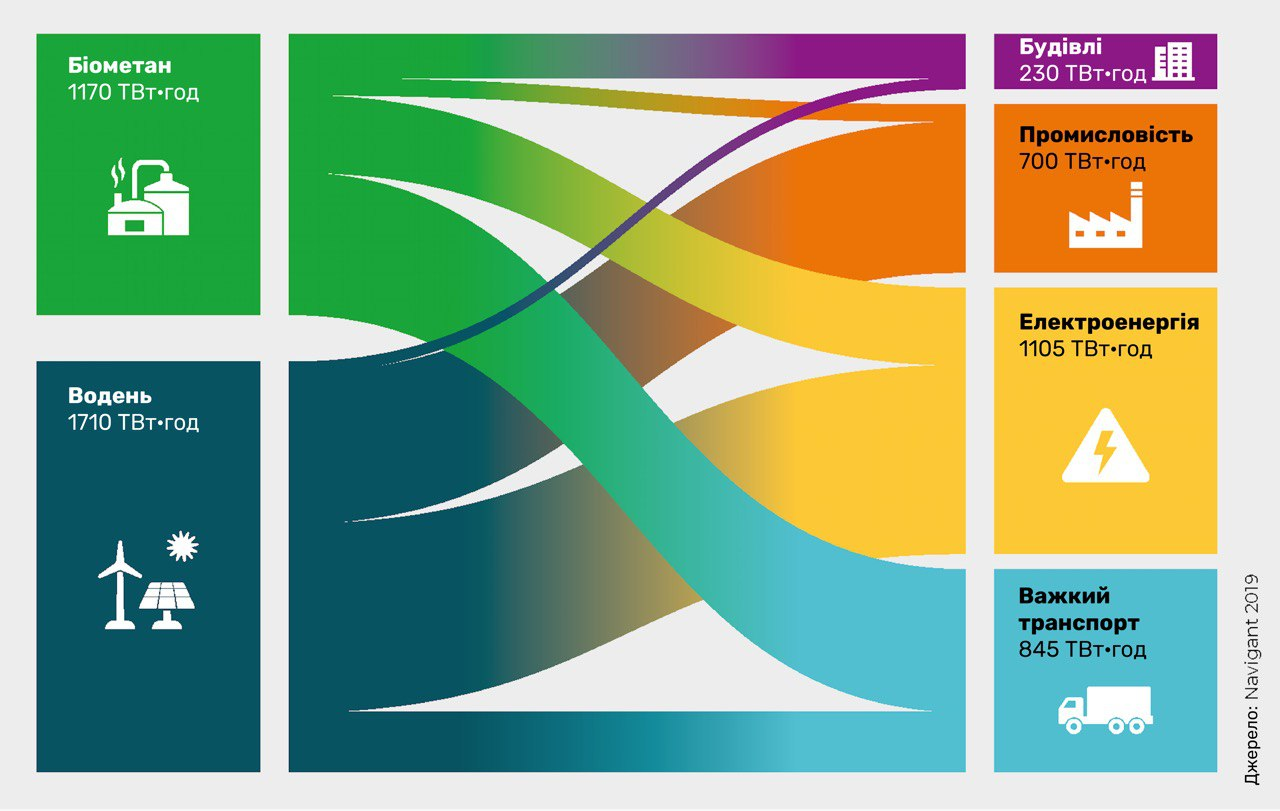 Біометан
1170 ТВт•год
Водень
1710 ТВт•год
Будівлі
230 ТВт•год
Промисловість
700 ТВт•год
Електроенергія
1105 ТВт•год
Важкий
транспорт
845 ТВт•год
Джерело: Navigant 2019